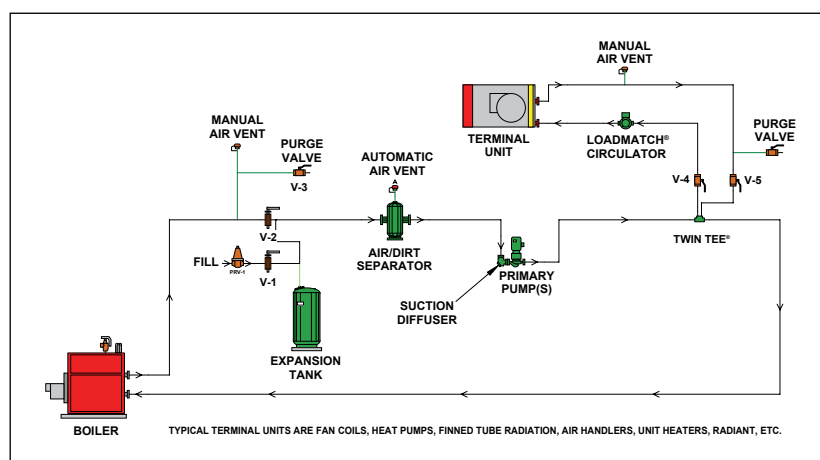 MANUAL
AIR VENT
MANUAL
AIR VENT
PURGE
VALVE
V-3
AUTOMATIC
AIR VENT
A
TERMINAL
UNIT
LOADMATCH®
CIRCULATOR
PURGE
VALVE
V-4
V-5
V-2
FILL
PRV-1
V-1
AIR/DIRT
SEPARATOR
TWIN TEE®
PRIMARY
PUMP(S)
SUCTION
DIFFUSER
EXPANSION
TANK
BOILER
TYPICAL TERMINAL UNITS ARE FAN COILS, HEAT PUMPS, FINNED TUBE RADIATION, AIR HANDLERS, UNIT HEATERS, RADIANT, ETC.